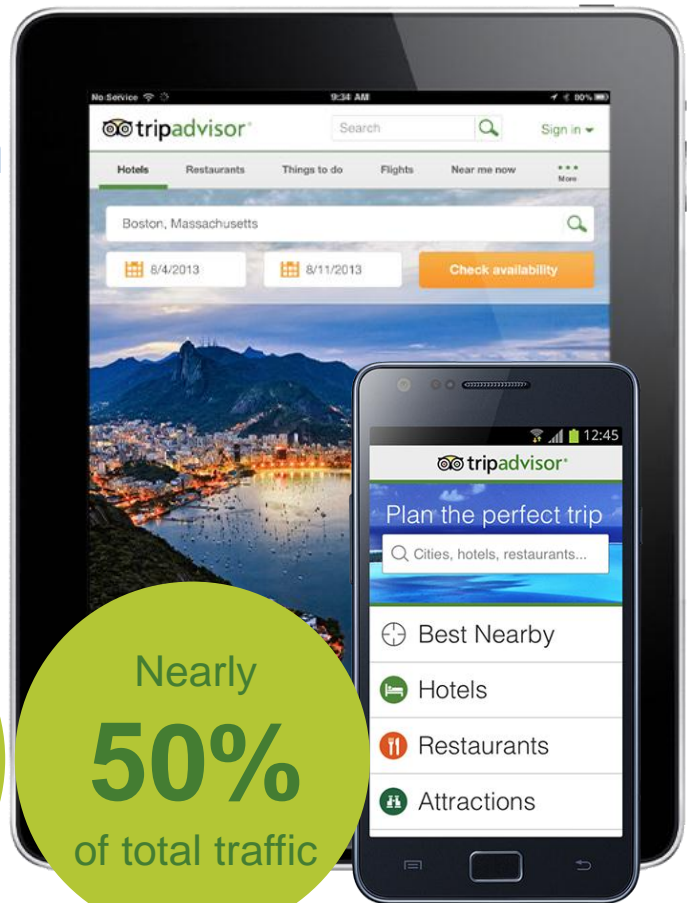 No Service 9:34 AM 80%
tripadvisor® Search Sign in
Hotels Restaurants Things to do Flights Near me now More
Boston, Massachusetts
8/4/2013 8/11/2013 Check availability
12:45
tripadvisor®
Plan the perfect trip
Cities, hotels, restaurants...
Best Nearby
Hotels
Restaurants
Attractions
Nearly
50%
of total traffic